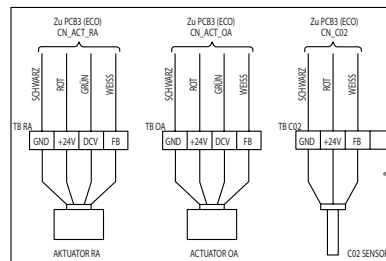 Zu PCB3 (ECO)
CN_ACT_RA
Zu PCB3 (ECO)
CN_ACT_OA
Zu PCB3 (ECO)
CN_C02
SCHWARZ
ROT
GRÜN
WEISS
SCHWARZ
ROT
GRÜN
WEISS
SCHWARZ
ROT
WEISS
TB RA
GND +24V DCV FB
TB OA
GND +24V DCV FB
TB C02
GND +24V FB
AKTUATOR RA
ACTUATOR OA
C02 SENSOR